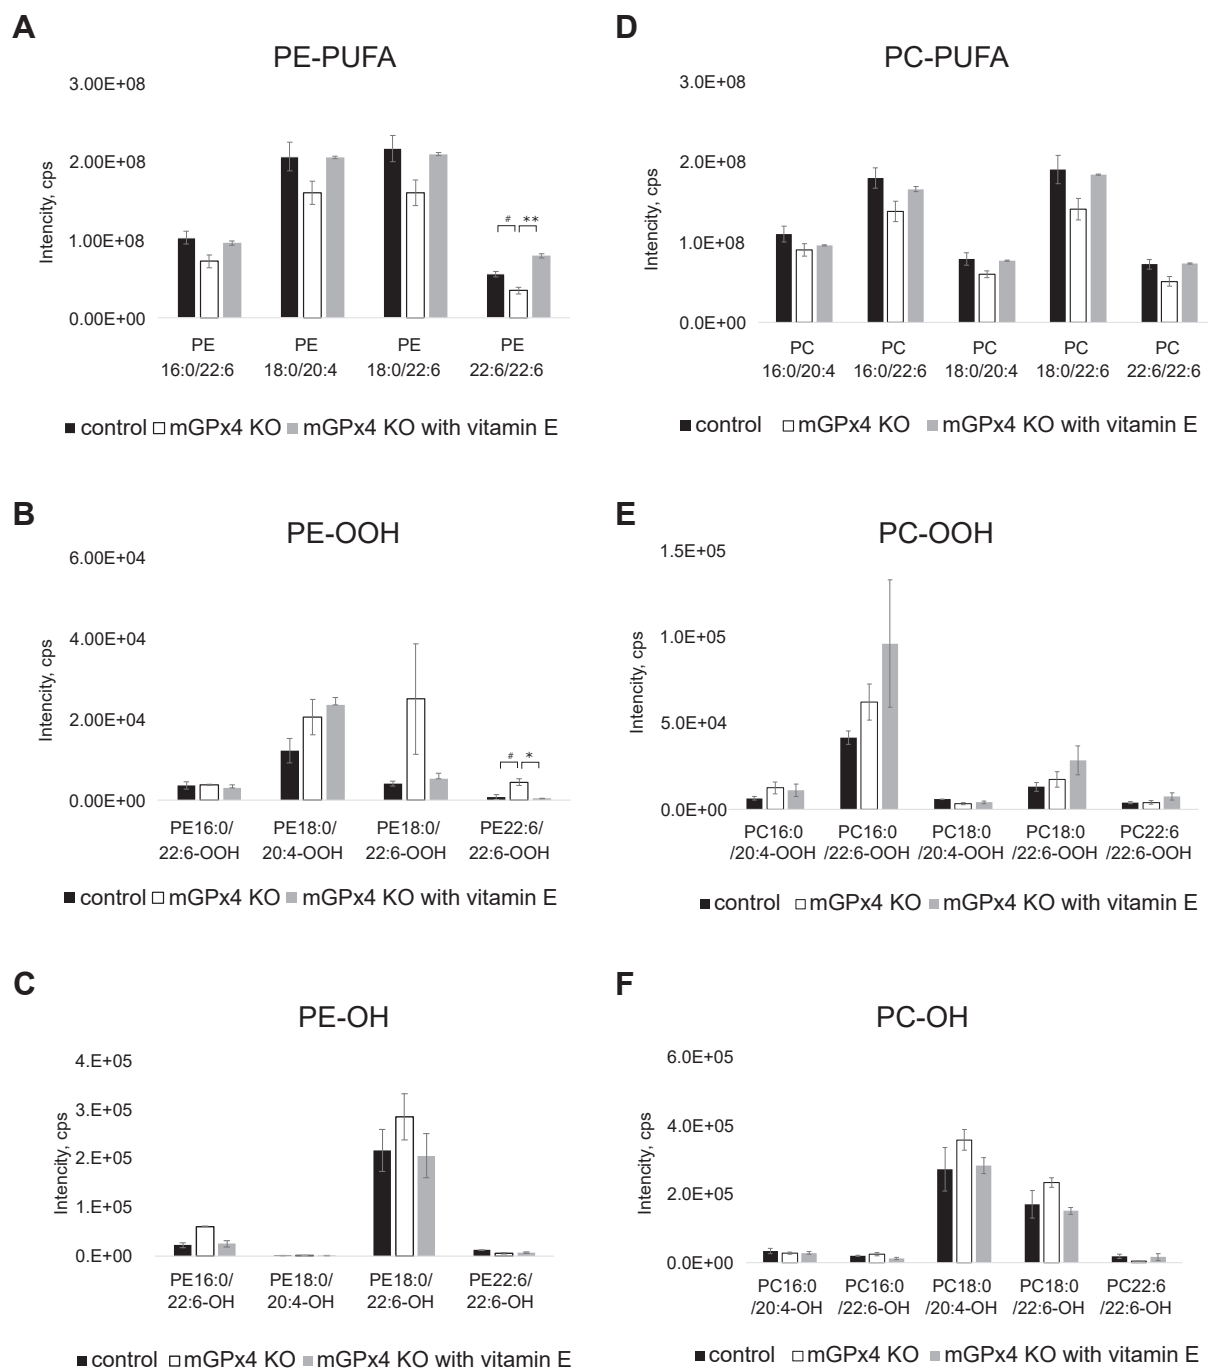 A
PE-PUFA
Intencity, cps
3.00E+08
2.00E+08
1.00E+08
0.00E+00
# **
PE PE PE PE
16:0/22:6 18:0/20:4 18:0/22:6 22:6/22:6
control mGPx4 KO mGPx4 KO with vitamin E
D
PC-PUFA
Intencity, cps
3.0E+08
2.0E+08
1.0E+08
0.0E+00
PC PC PC PC PC
16:0/20:4 16:0/22:6 18:0/20:4 18:0/22:6 22:6/22:6
control mGPx4 KO mGPx4 KO with vitamin E
B
PE-OOH
Intencity, cps
6.00E+04
4.00E+04
2.00E+04
0.00E+00
# *
PE16:0/ PE18:0/ PE18:0/ PE22:6/
22:6-OOH 20:4-OOH 22:6-OOH 22:6-OOH
control mGPx4 KO mGPx4 KO with vitamin E
E
PC-OOH
Intencity, cps
1.5E+05
1.0E+05
5.0E+04
0.0E+00
PC16:0 PC16:0 PC18:0 PC18:0 PC22:6
/20:4-OOH /22:6-OOH /20:4-OOH /22:6-OOH /22:6-OOH
control mGPx4 KO mGPx4 KO with vitamin E
C
PE-OH
Intencity, cps
4.E+05
3.E+05
2.E+05
1.E+05
0.E+00
PE16:0/ PE18:0/ PE18:0/ PE22:6/
22:6-OH 20:4-OH 22:6-OH 22:6-OH
control mGPx4 KO mGPx4 KO with vitamin E
F
PC-OH
Intencity, cps
6.0E+05
4.0E+05
2.0E+05
0.0E+00
PC16:0 PC16:0 PC18:0 PC18:0 PC22:6
/20:4-OH /22:6-OH /20:4-OH /22:6-OH /22:6-OH
control mGPx4 KO mGPx4 KO with vitamin E